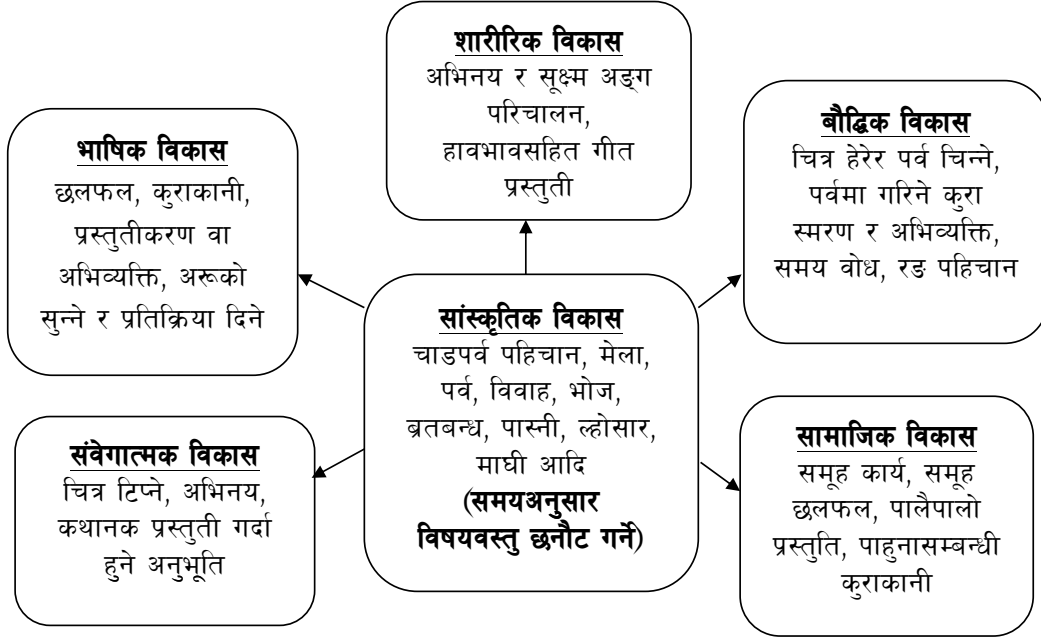 शारीरिक विकास
अभिनय र सूक्ष्म अङ्ग
परिचालन,
हावभावसहित गीत
प्रस्तुती
भाषिक विकास
छलफल, कुराकानी,
प्रस्तुतीकरण वा
अभिव्यक्ति, अरूको
सुन्ने र प्रतिक्रिया दिने
बौद्धिक विकास
चित्र हेरेर पर्व चिन्ने,
पर्वमा गरिने कुरा
स्मरण र अभिव्यक्ति,
समय वोध, रङ पहिचान
सांस्कृतिक विकास
चाडपर्व पहिचान, मेला,
पर्व, विवाह, भोज,
ब्रतबन्ध, पास्नी, ल्होसार,
माघी आदि
(समयअनुसार
विषयवस्तु छनौट गर्ने)
संवेगात्मक विकास
चित्र टिप्ने, अभिनय,
कथानक प्रस्तुती गर्दा
हुने अनुभूति
सामाजिक विकास
समूह कार्य, समूह
छलफल, पालैपालो
प्रस्तुति, पाहुनासम्बन्धी
कुराकानी